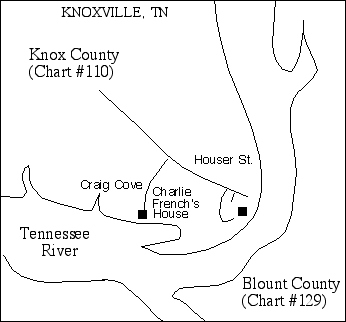 KNOXVILLE, TN
Knox County
(Chart #110)
Houser St.
Craig Cove
Charlie
French's
House
Tennessee
River
Blount County
(Chart #129)